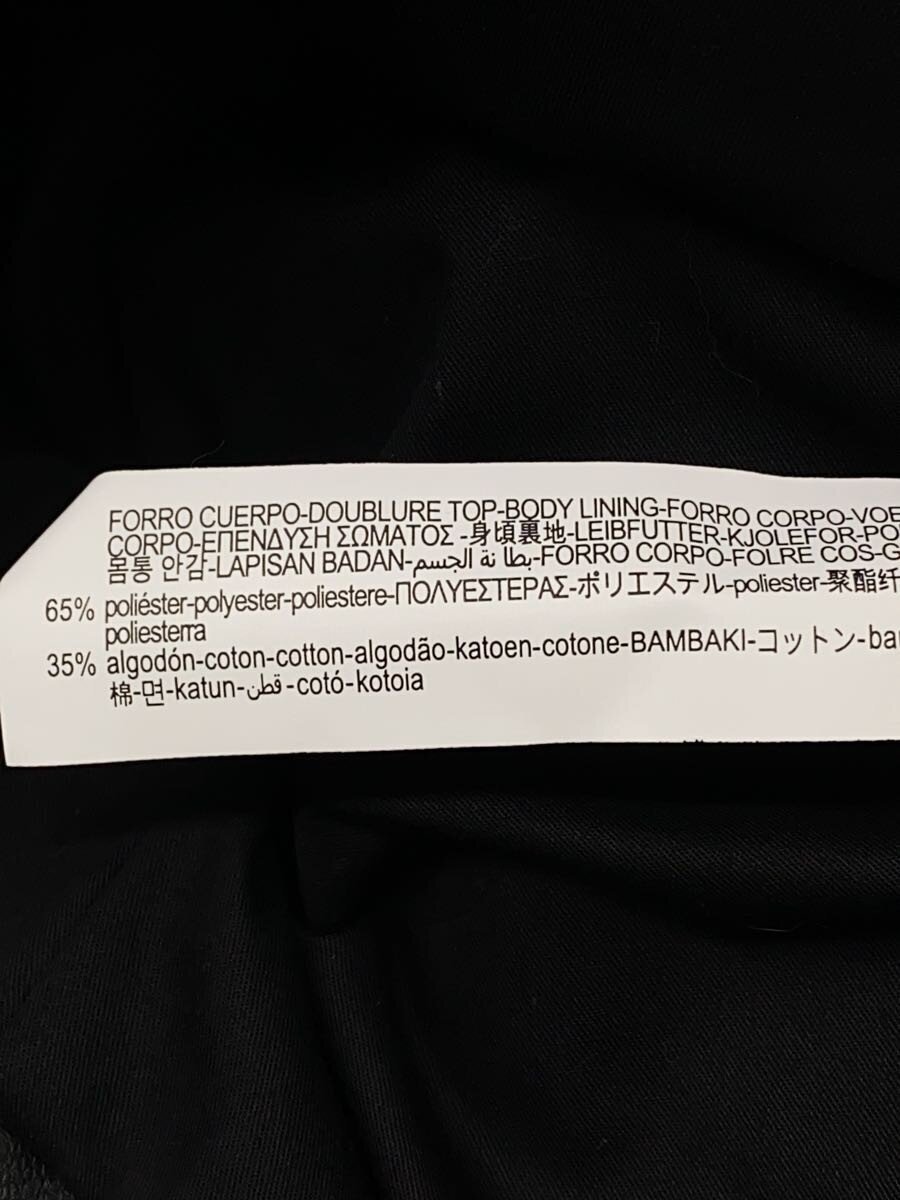 FORRO CUERPO-DOUBLURE TOP-BODY LINING-FORRO CORPO-VOE
CORPO-ΕΠΕΝΔΥΣΗ ΣΩΜΑΤΟΣ -身頃裏地-LEIBFUTTER-KJOLEFOR-PO
몸통 안감-LAPISAN BADAN-بطا نة الجسم-FORRO CORPO-FOLRE COS-G
65% poliéster-polyester-poliestere-ΠΟΛΥΕΣΤΕΡΑΣ-ポリエステル-poliester-聚酯纤
poliesterra
35% algodón-coton-cotton-algodão-katoen-cotone-BAMBAKI-コットン-ba
棉-면-katun-قطن-cotó-kotoia